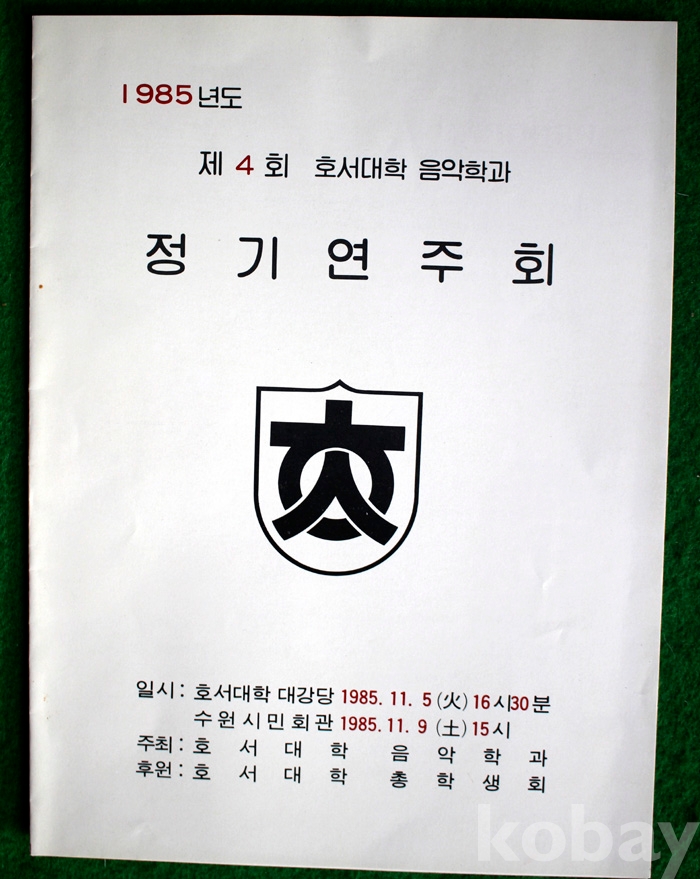 1985년도
제 4 회 호서대학 음악학과
정 기 연 주 회
일시 : 호서대학 대강당 1985. 11. 5 (火) 16시30분
수원시민회관 1985. 11. 9 (土) 15시
주최 : 호 서 대 학 음 악 학 과
후원 : 호 서 대 학 총 학 생 회
kobay